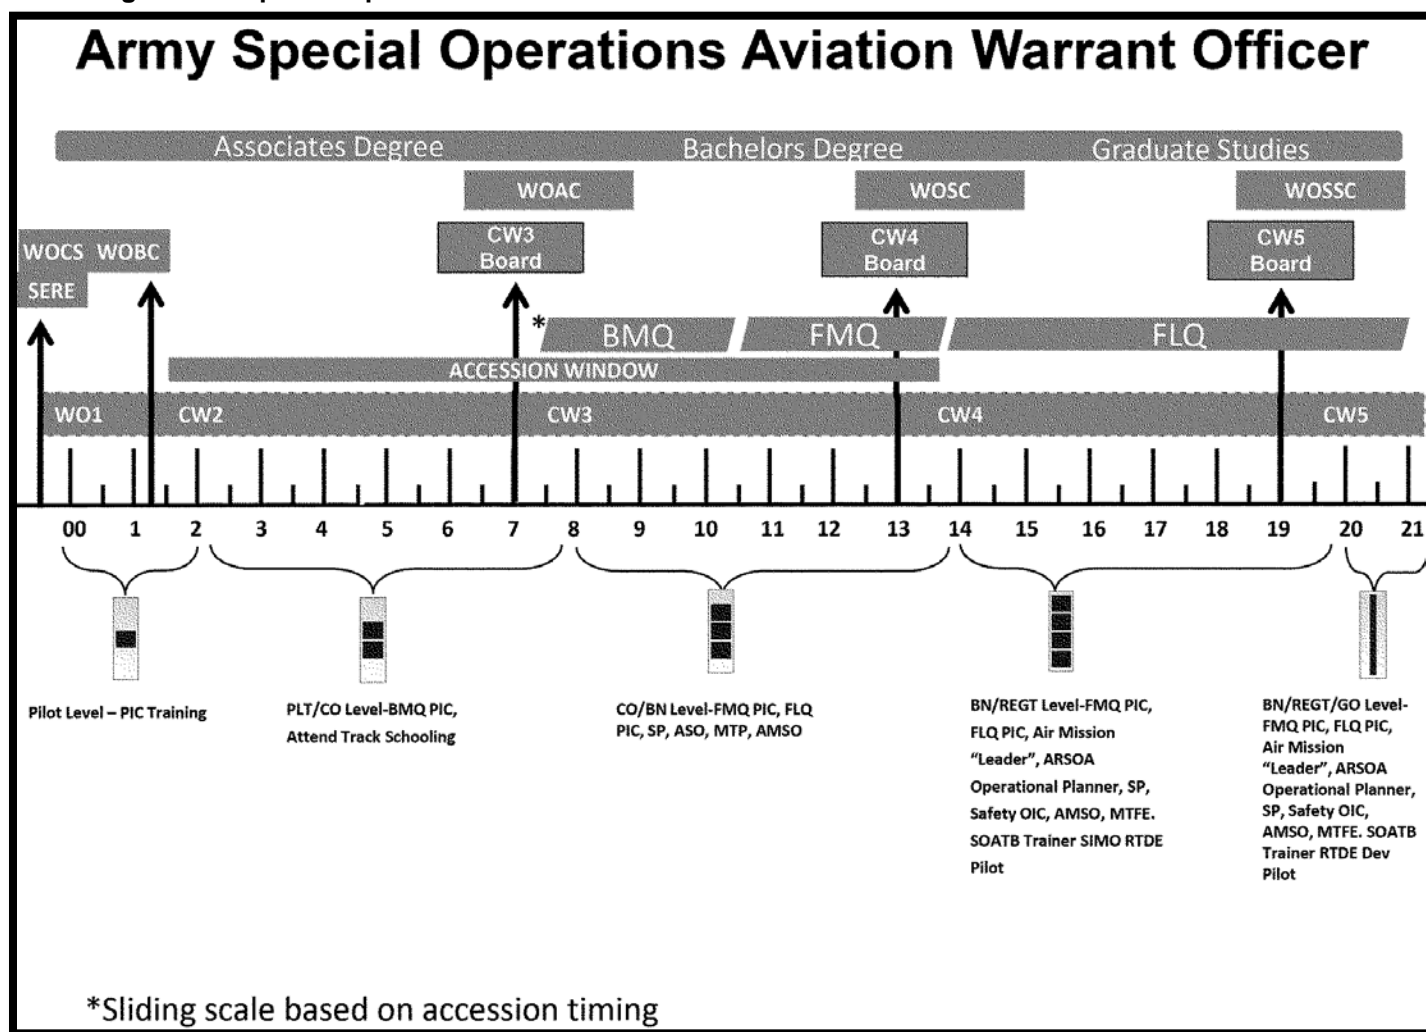 Army Special Operations Aviation Warrant Officer
Associates Degree Bachelors Degree Graduate Studies
WOAC WOSC WOSSC
WOCS WOBC
CW3
Board
CW4
Board
CW5
Board
SERE
* BMQ FMQ FLQ
ACCESSION WINDOW
WO1 CW2 CW3 CW4 CW5
00 1 2 3 4 5 6 7 8 9 10 11 12 13 14 15 16 17 18 19 20 21
Pilot Level – PIC Training
PLT/CO Level-BMQ PIC,
Attend Track Schooling
CO/BN Level-FMQ PIC, FLQ
PIC, SP, ASO, MTP, AMSO
BN/REGT Level-FMQ PIC,
FLQ PIC, Air Mission
“Leader”, ARSOA
Operational Planner, SP,
Safety OIC, AMSO, MTFE.
SOATB Trainer SIMO RTDE
Pilot
BN/REGT/GO Level-
FMQ PIC, FLQ PIC,
Air Mission
“Leader”, ARSOA
Operational Planner,
SP, Safety OIC,
AMSO, MTFE. SOATB
Trainer RTDE Dev
Pilot
*Sliding scale based on accession timing